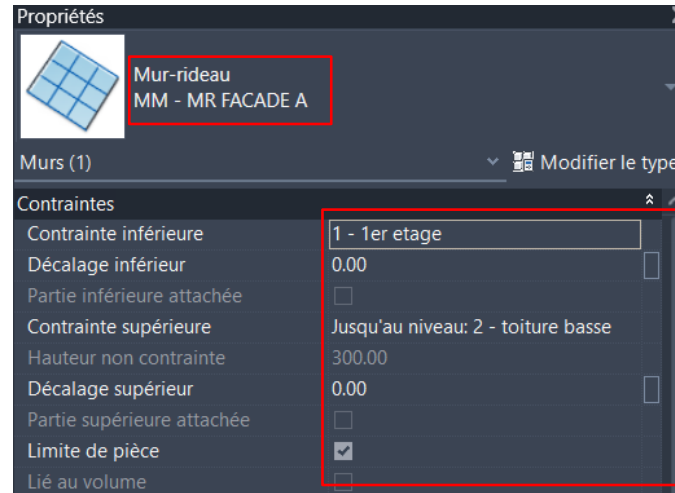 Propriétés
Mur-rideau
MM - MR FACADE A
Murs (1)
Modifier le type
Contraintes
Contrainte inférieure 1 - 1er etage
Décalage inférieur 0.00
Partie inférieure attachée
Contrainte supérieure Jusqu'au niveau: 2 - toiture basse
Hauteur non contrainte 300.00
Décalage supérieur 0.00
Partie supérieure attachée
Limite de pièce
Lié au volume